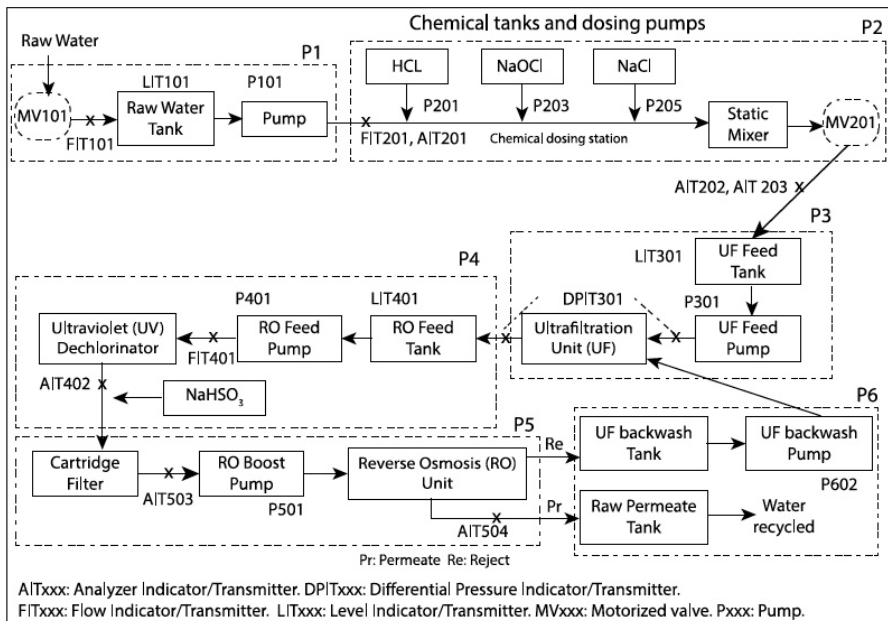 Chemical tanks and dosing pumps
P2
Raw Water
P1
HCL
NaOCl
NaCl
LIT101
P101
MV101
Raw Water
Tank
Pump
P201
P203
P205
Static
Mixer
MV201
FIT101
FIT201, AIT201
Chemical dosing station
AIT202, AIT 203
P3
LIT301
UF Feed
Tank
P4
P401
LIT401
DPIT301
P301
Ultraviolet (UV)
Dechlorinator
RO Feed
Pump
RO Feed
Tank
Ultrafiltration
Unit (UF)
UF Feed
Pump
FIT401
AIT402
NaHSO3
P6
P5
Re
UF backwash
Tank
UF backwash
Pump
Cartridge
Filter
RO Boost
Pump
Reverse Osmosis (RO)
Unit
P602
AIT503
P501
Pr
Raw Permeate
Tank
Water
recycled
AIT504
Pr: Permeate Re: Reject
AITxxx: Analyzer Indicator/Transmitter. DPITxxx: Differential Pressure Indicator/Transmitter.
FITxxx: Flow Indicator/Transmitter. LITxxx: Level Indicator/Transmitter. MVxxx: Motorized valve. Pxxx: Pump.